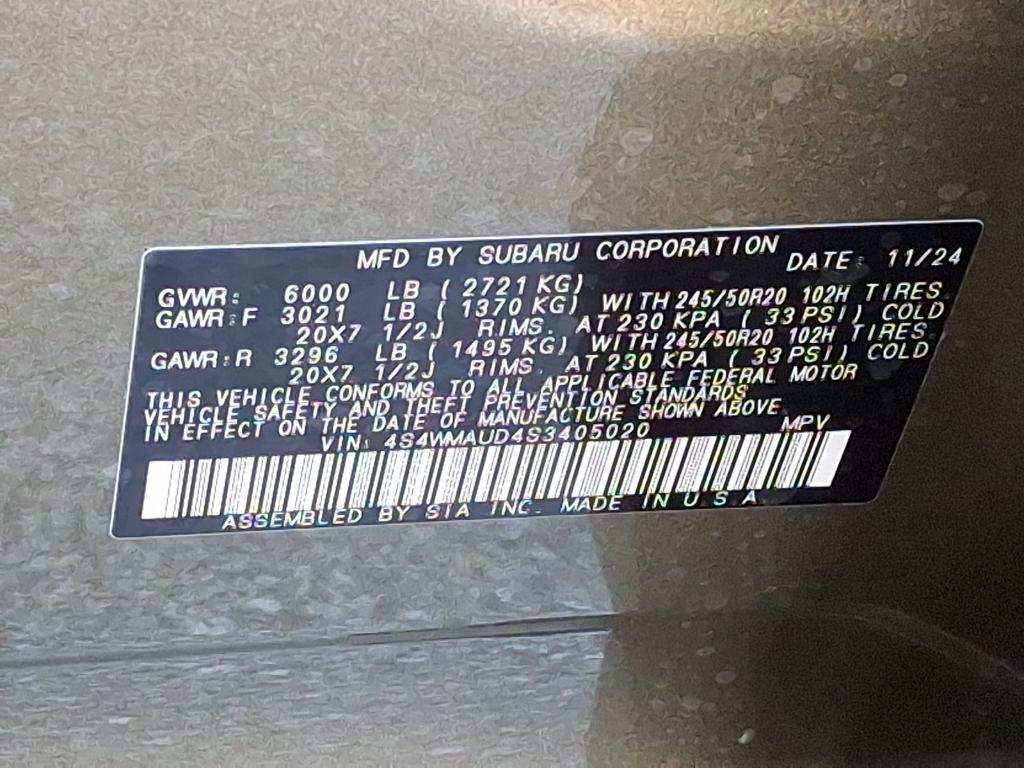 MFD BY SUBARU CORPORATION DATE: 11/24
GVWR: 6000 LB ( 2721 KG)
GAWR:F 3021 LB ( 1370 KG) WITH 245/50R20 102H TIRES.
20X7 1/2J RIMS. AT 230 KPA ( 33 PSI) COLD
GAWR:R 3296 LB ( 1495 KG) WITH 245/50R20 102H TIRES.
20X7 1/2J RIMS. AT 230 KPA ( 33 PSI) COLD
THIS VEHICLE CONFORMS TO ALL APPLICABLE FEDERAL MOTOR
VEHICLE SAFETY AND THEFT PREVENTION STANDARDS
IN EFFECT ON THE DATE OF MANUFACTURE SHOWN ABOVE.
VIN: 4S4WMAUD4S3405020 MPV
ASSEMBLED BY SIA INC. MADE IN U.S.A.